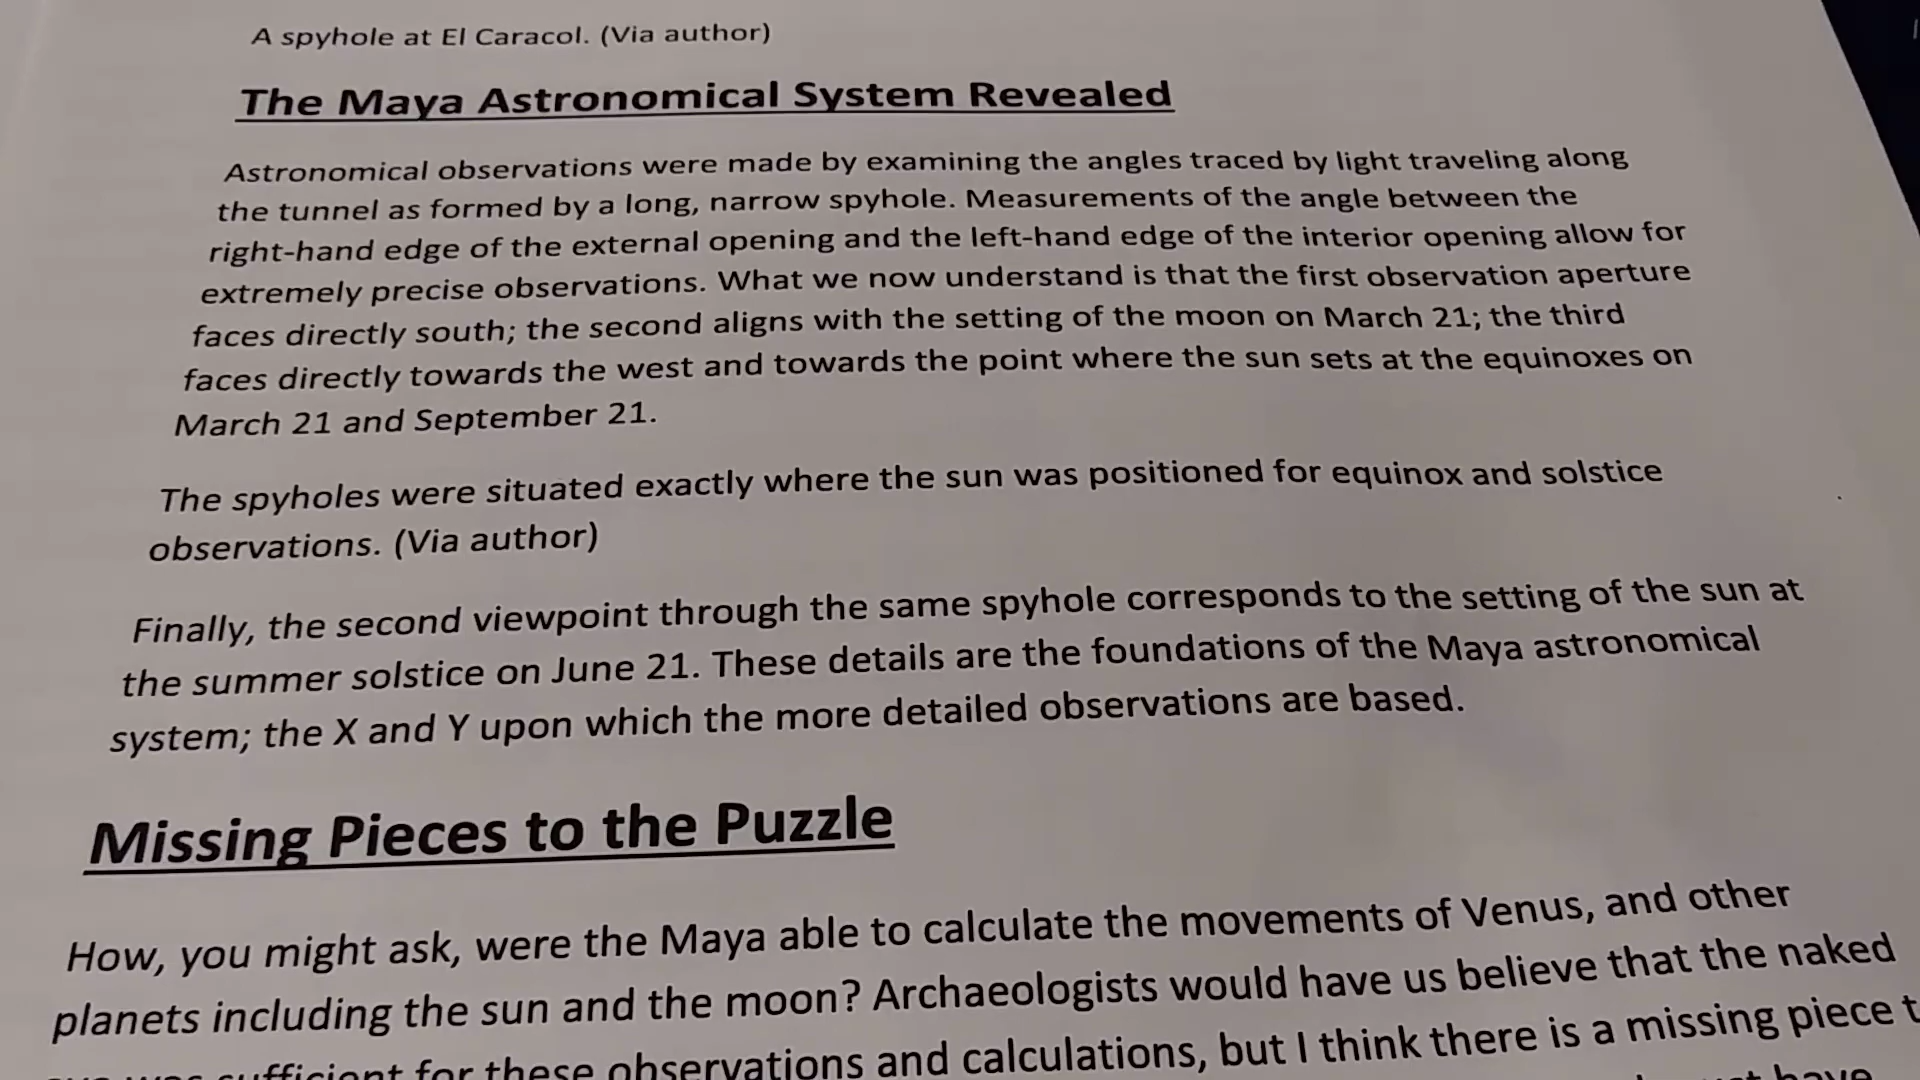 A spyhole at El Caracol. (Via author)
The Maya Astronomical System Revealed
Astronomical observations were made by examining the angles traced by light traveling along
the tunnel as formed by a long, narrow spyhole. Measurements of the angle between the
right-hand edge of the external opening and the left-hand edge of the interior opening allow for
extremely precise observations. What we now understand is that the first observation aperture
faces directly south; the second aligns with the setting of the moon on March 21; the third
faces directly towards the west and towards the point where the sun sets at the equinoxes on
March 21 and September 21.
The spyholes were situated exactly where the sun was positioned for equinox and solstice
observations. (Via author)
Finally, the second viewpoint through the same spyhole corresponds to the setting of the sun at
the summer solstice on June 21. These details are the foundations of the Maya astronomical
system; the X and Y upon which the more detailed observations are based.
Missing Pieces to the Puzzle
How, you might ask, were the Maya able to calculate the movements of Venus, and other
planets including the sun and the moon? Archaeologists would have us believe that the naked
was sufficient for these observations and calculations, but I think there is a missing piece
have